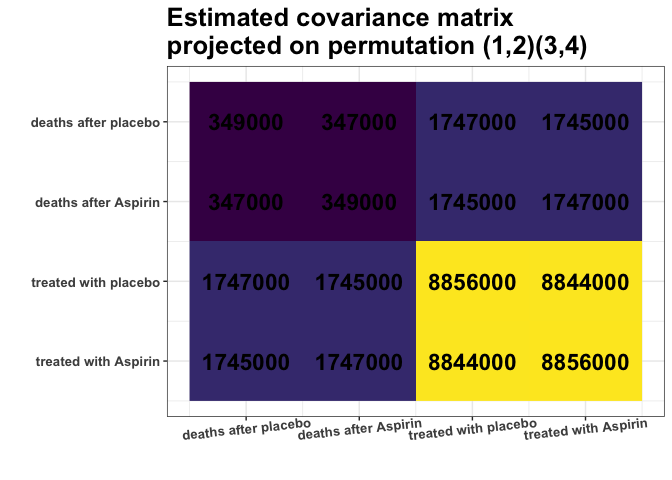 Estimated covariance matrix
projected on permutation (1,2)(3,4)
deaths after placebo 349000 347000 1747000 1745000
deaths after Aspirin 347000 349000 1745000 1747000
treated with placebo 1747000 1745000 8856000 8844000
treated with Aspirin 1745000 1747000 8844000 8856000
deaths after placebo deaths after Aspirin treated with placebo treated with Aspirin